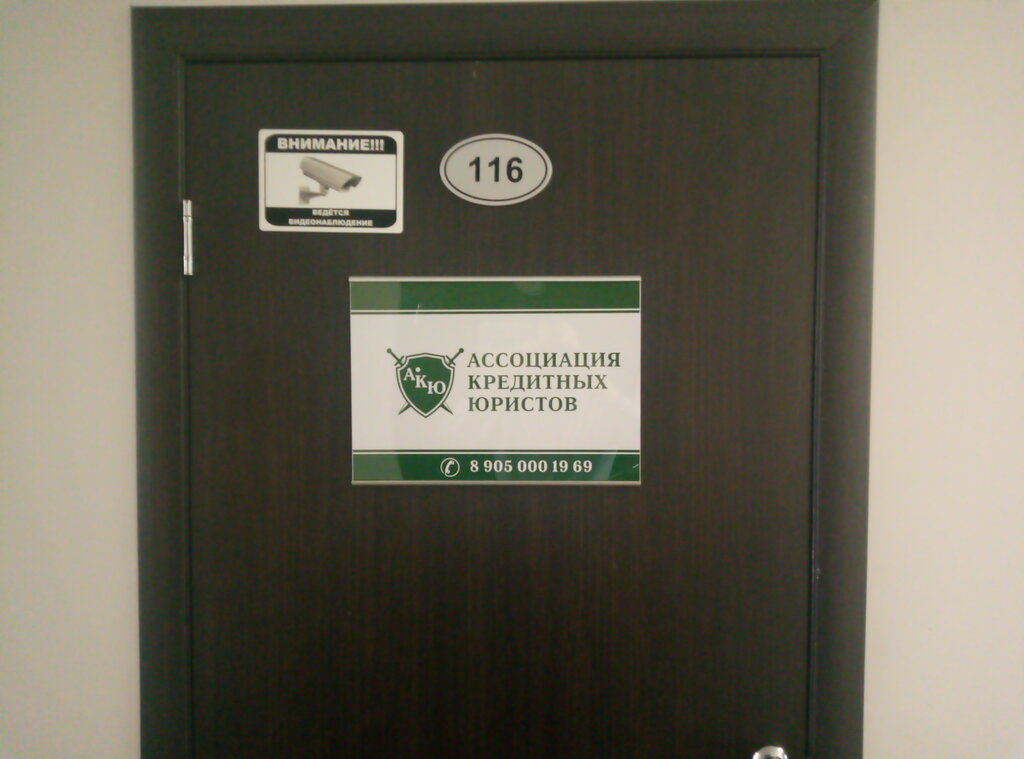 ВНИМАНИЕ!!!
ВЕДЁТСЯ
ВИДЕОНАБЛЮДЕНИЕ
116
АКЮ
АССОЦИАЦИЯ
КРЕДИТНЫХ
ЮРИСТОВ
8 905 000 19 69